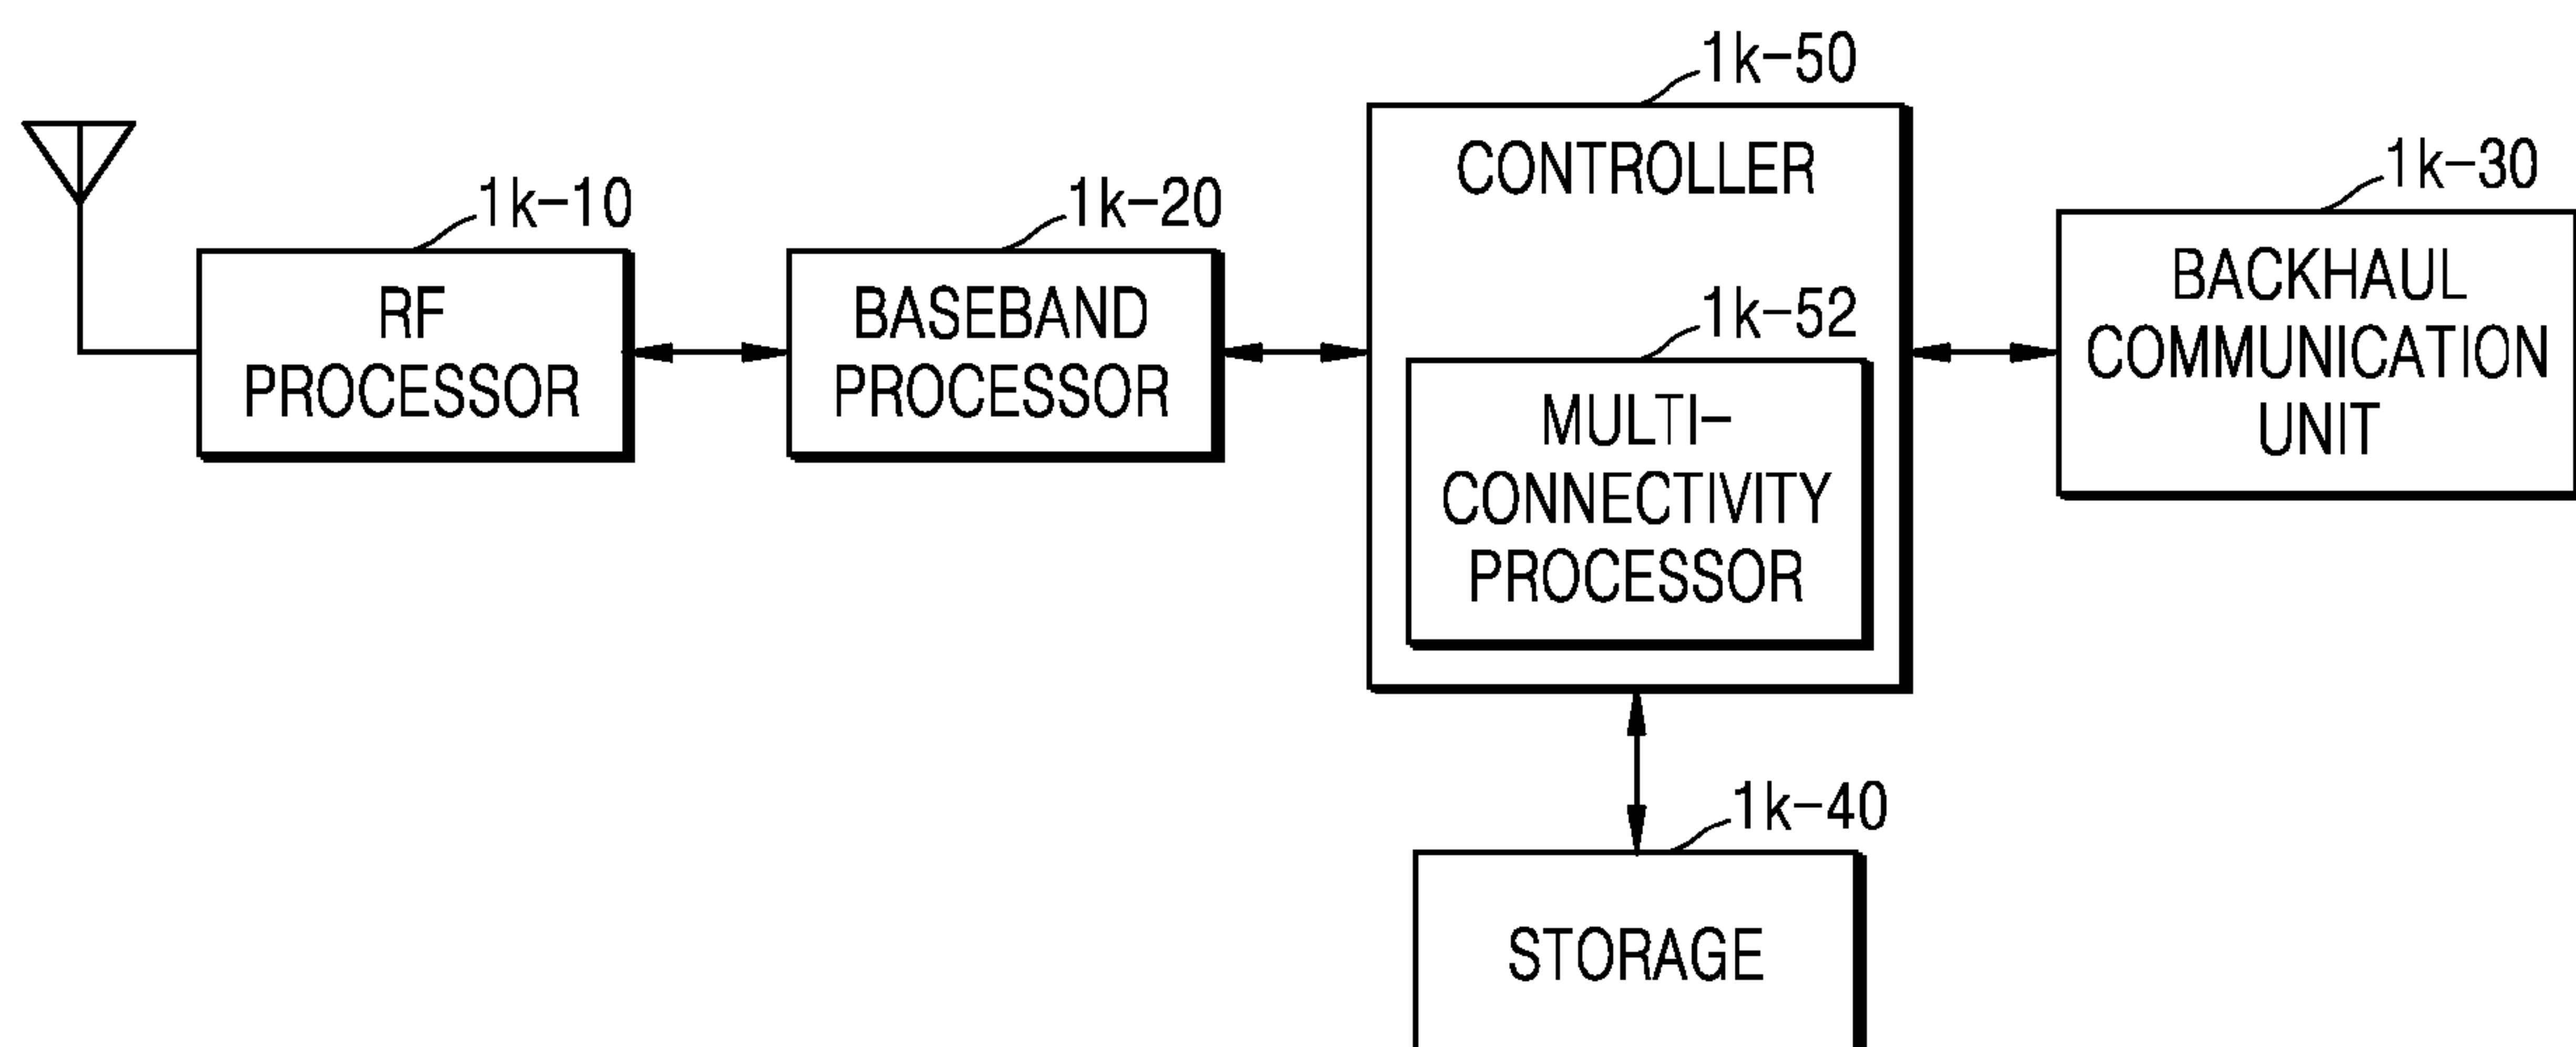 1k-50
CONTROLLER
1k-30
1k-10
1k-20
BACKHAUL
COMMUNICATION
UNIT
RF
PROCESSOR
BASEBAND
PROCESSOR
1k-52
MULTI-
CONNECTIVITY
PROCESSOR
1k-40
STORAGE